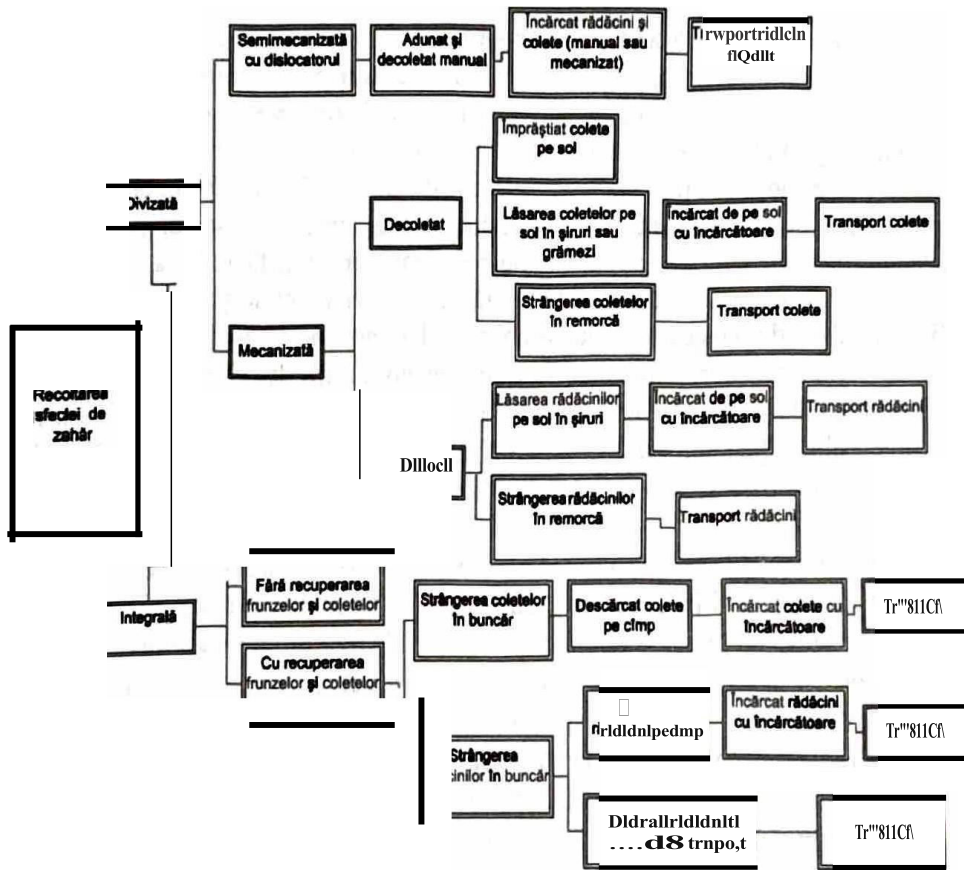 Semimecanizată
cu dislocatorul
Adunat și
decoletat manual
Încărcat rădăcini și
colete (manual sau
mecanizat)
Împrăștiat colete
pe sol
Divizată
Decoletat
Lăsarea coletelor pe
sol în șiruri sau
grămezi
Încărcat de pe sol
cu încărcătoare
Transport colete
Strângerea coletelor
în remorcă
Transport colete
Mecanizată
Recoltarea
sfeclei de
zahăr
Lăsarea rădăcinilor
pe sol în șiruri
Încărcat de pe sol
cu încărcătoare
Transport rădăcini
Strângerea rădăcinilor
în remorcă
Transport rădăcini
Integrală
Fără recuperarea
frunzelor și coletelor
Cu recuperarea
frunzelor și coletelor
Strângerea coletelor
în buncăr
Descărcat colete
pe cîmp
Încărcat colete cu
încărcătoare
Strângerea
cinilor în buncăr
Încărcat rădăcini
cu încărcătoare